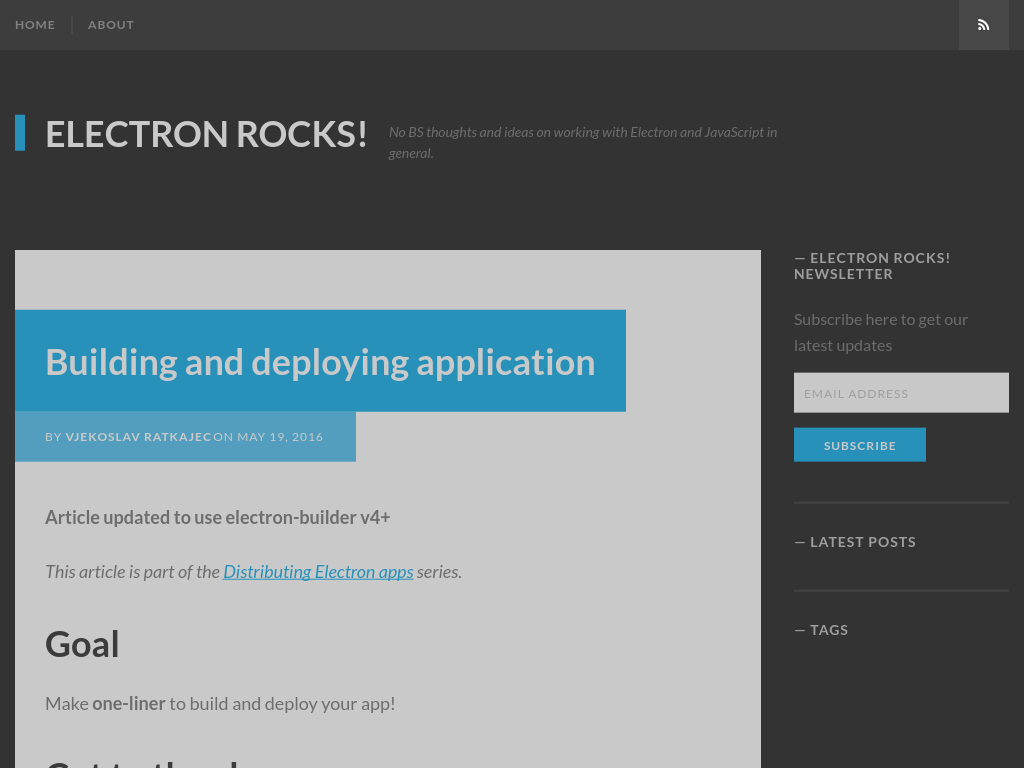 HOME
ABOUT
ELECTRON ROCKS!
No BS thoughts and ideas on working with Electron and JavaScript in
general.
Building and deploying application
BY VJEKOSLAV RATKAJEC ON MAY 19, 2016
Article updated to use electron-builder v4+
This article is part of the Distributing Electron apps series.
Goal
Make one-liner to build and deploy your app!
— ELECTRON ROCKS!
NEWSLETTER
Subscribe here to get our
latest updates
EMAIL ADDRESS
SUBSCRIBE
— LATEST POSTS
— TAGS